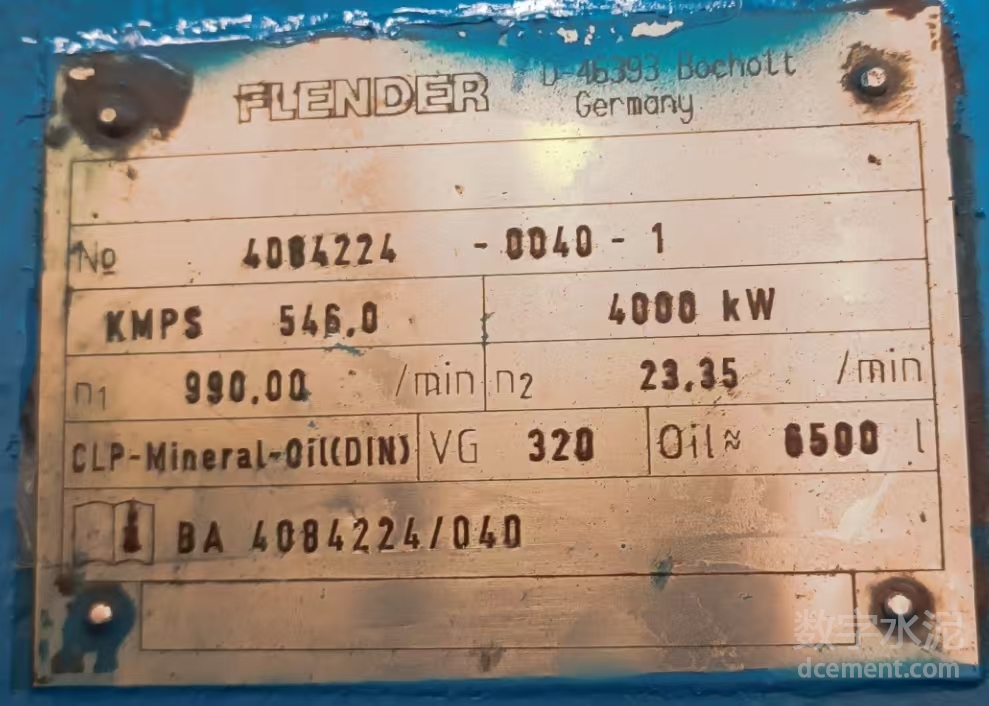 FLENDER D-46393 Bocholt
Germany
No 4084224 - 0040 - 1
KMPS 546.0 4000 kW
n1 990.00 /min n2 23.35 /min
CLP-Mineral-Oil(DIN) VG 320 Oil≈ 6500 l
BA 4084224/040
数字水泥
dcement.com